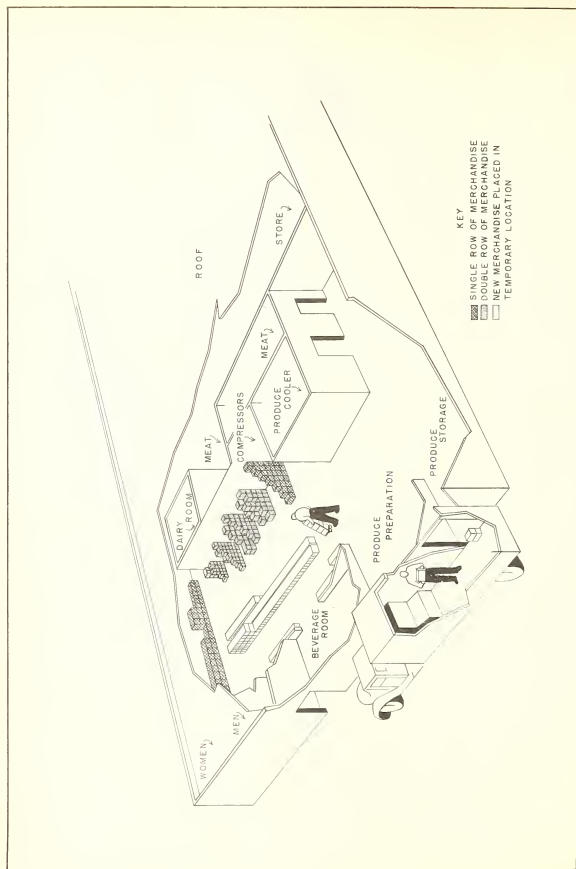 ROOF
STORE
MEAT
MEAT
COMPRESSORS
PRODUCE
COOLER
DAIRY
ROOM
WOMEN
MEN
BEVERAGE
ROOM
PRODUCE
PREPARATION
PRODUCE
STORAGE
KEY
SINGLE ROW OF MERCHANDISE
DOUBLE ROW OF MERCHANDISE
NEW MERCHANDISE PLACED IN
TEMPORARY LOCATION